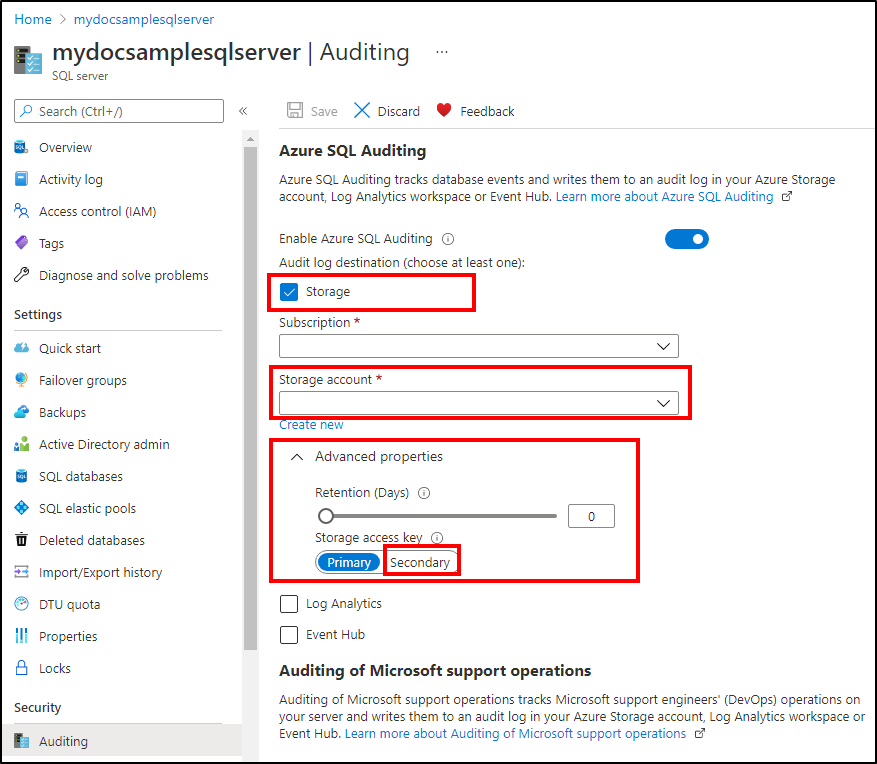 Home > mydocsamplesqlserver
mydocsamplesqlserver | Auditing ...
SQL server
Search (Ctrl+/)
«
Overview
Activity log
Access control (IAM)
Tags
Diagnose and solve problems
Settings
Quick start
Failover groups
Backups
Active Directory admin
SQL databases
SQL elastic pools
Deleted databases
Import/Export history
DTU quota
Properties
Locks
Security
Auditing
Save Discard Feedback
Azure SQL Auditing
Azure SQL Auditing tracks database events and writes them to an audit log in your Azure Storage
account, Log Analytics workspace or Event Hub. Learn more about Azure SQL Auditing
Enable Azure SQL Auditing
Audit log destination (choose at least one):
Storage
Subscription *
Storage account *
Create new
Advanced properties
Retention (Days)
0
Storage access key
Primary Secondary
Log Analytics
Event Hub
Auditing of Microsoft support operations
Auditing of Microsoft support operations tracks Microsoft support engineers' (DevOps) operations on
your server and writes them to an audit log in your Azure Storage account, Log Analytics workspace or
Event Hub. Learn more about Auditing of Microsoft support operations